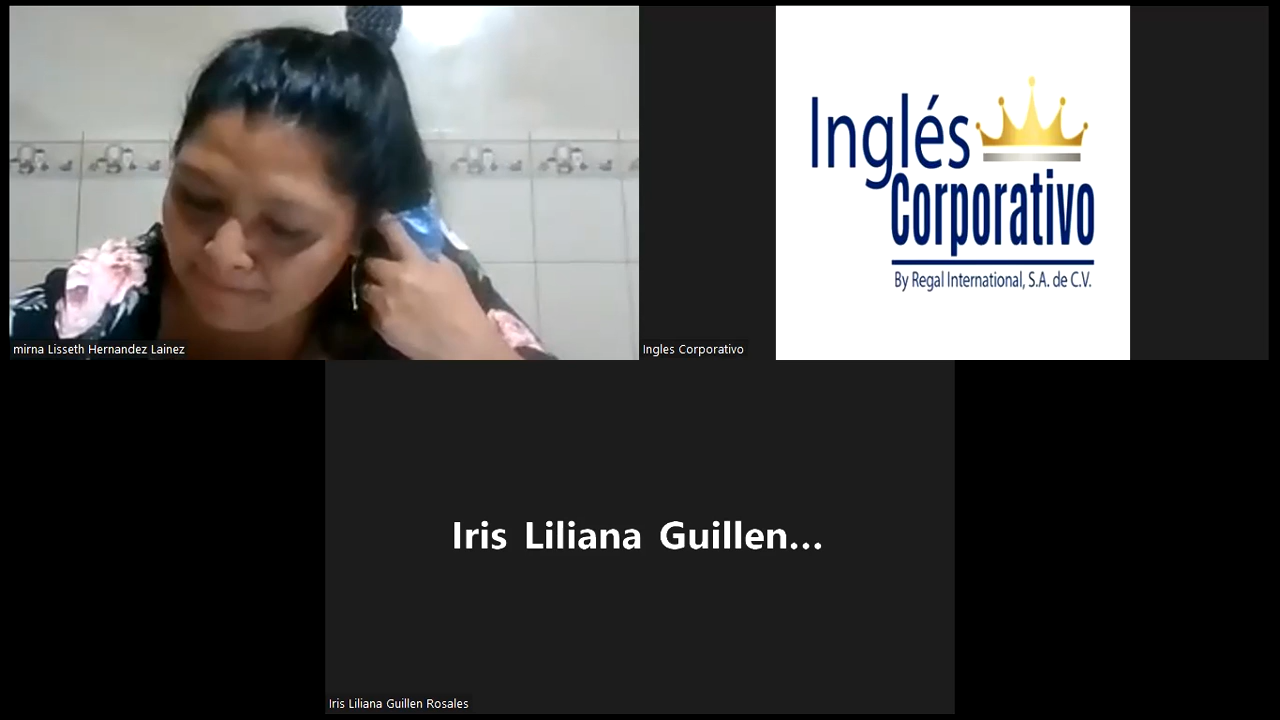 Inglés
Corporativo
By Regal International, S.A. de C.V.
mirna Lisseth Hernandez Lainez
Ingles Corporativo
Iris Liliana Guillen...
Iris Liliana Guillen Rosales